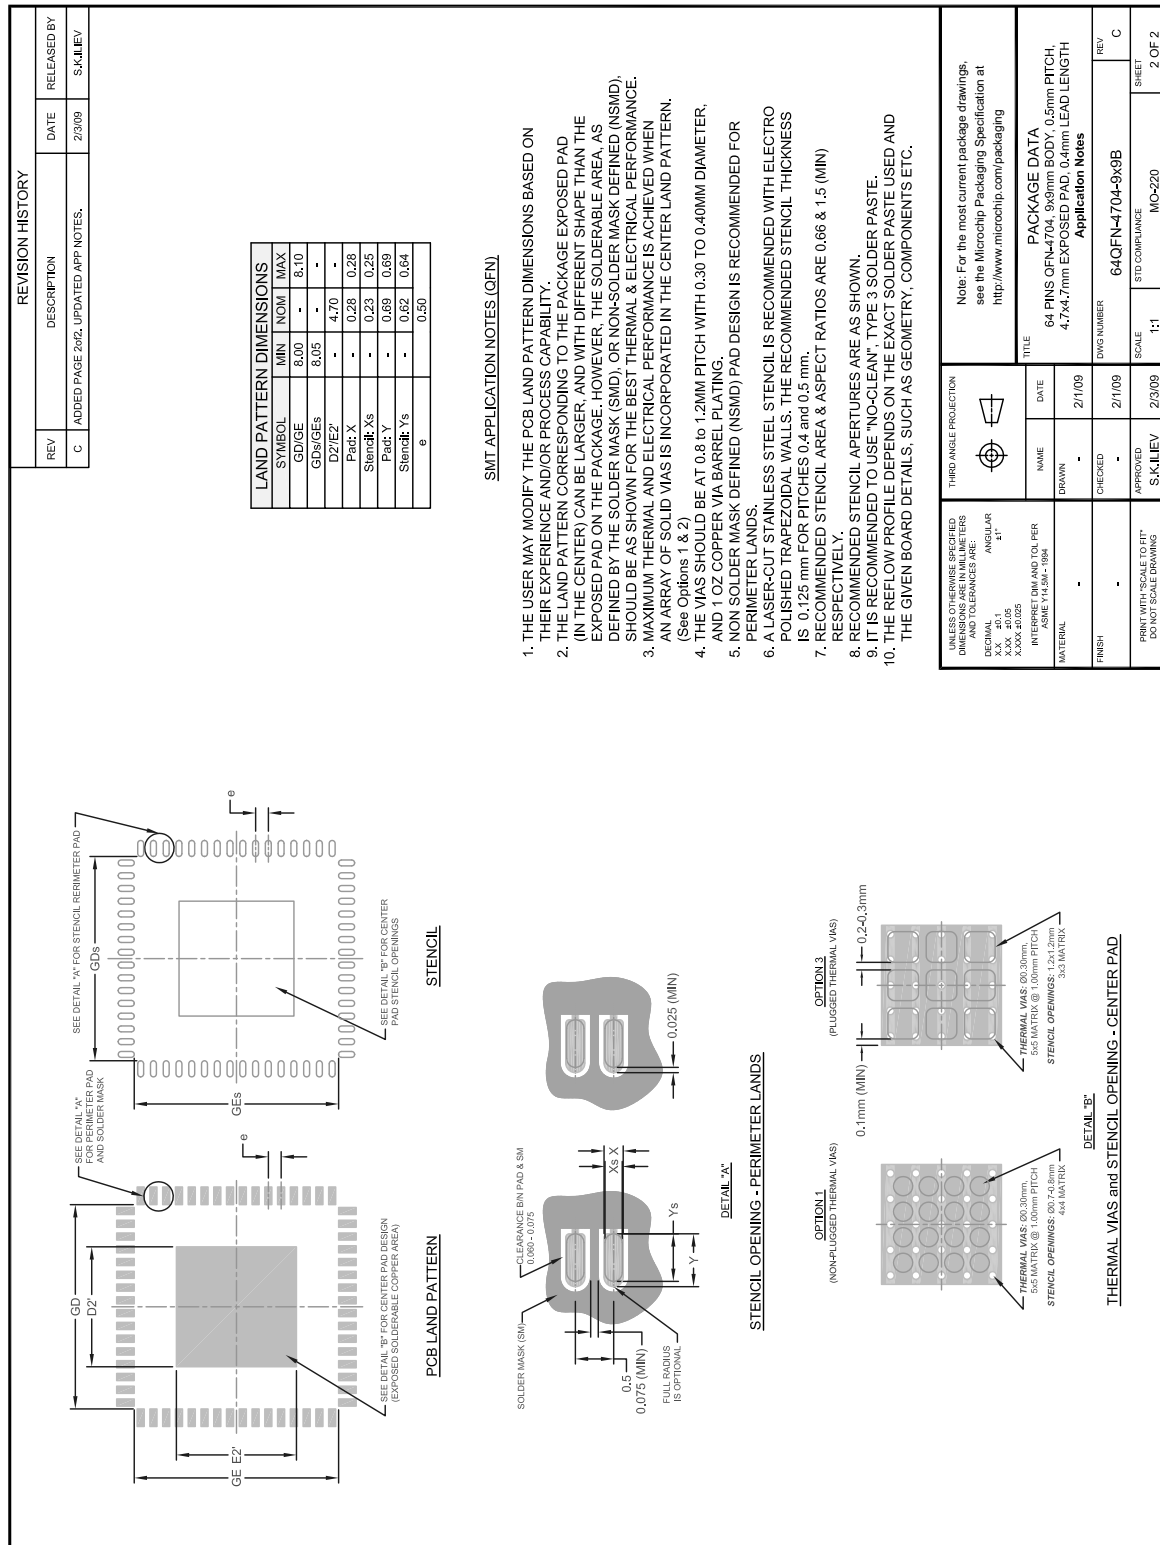 REVISION HISTORY
REV DESCRIPTION DATE RELEASED BY
C ADDED PAGE 2of2, UPDATED APP NOTES. 2/3/09 S.K.ILIEV
SEE DETAIL "A"
FOR PERIMETER PAD
AND SOLDER MASK
GD
D2'
GE
E2'
e
SEE DETAIL "B" FOR CENTER PAD DESIGN
(EXPOSED SOLDERABLE COPPER AREA)
PCB LAND PATTERN
SEE DETAIL "A" FOR STENCIL RERIMETER PAD
GDs
GEs
e
SEE DETAIL "B" FOR CENTER
PAD STENCIL OPENINGS
STENCIL
LAND PATTERN DIMENSIONS
SYMBOL MIN NOM MAX
GD/GE 8.00 - 8.10
GDs/GEs 8.05 - -
D2'/E2' - 4.70 -
Pad: X - 0.28 0.28
Stencil: Xs - 0.23 0.25
Pad: Y - 0.69 0.69
Stencil: Ys - 0.62 0.64
e 0.50
SOLDER MASK (SM)
CLEARANCE B/N PAD & SM
0.060 - 0.075
Xs X
Ys
Y
0.5
0.075 (MIN)
FULL RADIUS
IS OPTIONAL
0.025 (MIN)
DETAIL "A"
STENCIL OPENING - PERIMETER LANDS
OPTION 1
(NON-PLUGGED THERMAL VIAS)
THERMAL VIAS: Ø0.30mm,
5x5 MATRIX @ 1.00mm PITCH
STENCIL OPENINGS: Ø0.7-0.8mm
4x4 MATRIX
OPTION 3
(PLUGGED THERMAL VIAS)
0.1mm (MIN)
0.2-0.3mm
THERMAL VIAS: Ø0.30mm,
5x5 MATRIX @ 1.00mm PITCH
STENCIL OPENINGS: 1.2x1.2mm
3x3 MATRIX
DETAIL "B"
THERMAL VIAS and STENCIL OPENING - CENTER PAD
SMT APPLICATION NOTES (QFN)
1. THE USER MAY MODIFY THE PCB LAND PATTERN DIMENSIONS BASED ON
THEIR EXPERIENCE AND/OR PROCESS CAPABILITY.
2. THE LAND PATTERN CORRESPONDING TO THE PACKAGE EXPOSED PAD
(IN THE CENTER) CAN BE LARGER, AND WITH DIFFERENT SHAPE THAN THE
EXPOSED PAD ON THE PACKAGE. HOWEVER, THE SOLDERABLE AREA, AS
DEFINED BY THE SOLDER MASK (SMD), OR NON-SOLDER MASK DEFINED (NSMD),
SHOULD BE AS SHOWN FOR THE BEST THERMAL & ELECTRICAL PERFORMANCE.
3. MAXIMUM THERMAL AND ELECTRICAL PERFORMANCE IS ACHIEVED WHEN
AN ARRAY OF SOLID VIAS IS INCORPORATED IN THE CENTER LAND PATTERN.
(See Options 1 & 2)
4. THE VIAS SHOULD BE AT 0.8 to 1.2MM PITCH WITH 0.30 TO 0.40MM DIAMETER,
AND 1 OZ COPPER VIA BARREL PLATING.
5. NON SOLDER MASK DEFINED (NSMD) PAD DESIGN IS RECOMMENDED FOR
PERIMETER LANDS.
6. A LASER-CUT STAINLESS STEEL STENCIL IS RECOMMENDED WITH ELECTRO
POLISHED TRAPEZOIDAL WALLS. THE RECOMMENDED STENCIL THICKNESS
IS 0.125 mm FOR PITCHES 0.4 and 0.5 mm.
7. RECOMMENDED STENCIL AREA & ASPECT RATIOS ARE 0.66 & 1.5 (MIN)
RESPECTIVELY.
8. RECOMMENDED STENCIL APERTURES ARE AS SHOWN.
9. IT IS RECOMMENDED TO USE "NO-CLEAN", TYPE 3 SOLDER PASTE.
10. THE REFLOW PROFILE DEPENDS ON THE EXACT SOLDER PASTE USED AND
THE GIVEN BOARD DETAILS, SUCH AS GEOMETRY, COMPONENTS ETC.
UNLESS OTHERWISE SPECIFIED
DIMENSIONS ARE IN MILLIMETERS
AND TOLERANCES ARE:
DECIMAL ANGULAR
X.X ±0.1 ±1°
X.XX ±0.05
X.XXX ±0.025
INTERPRET DIM AND TOL PER
ASME Y14.5M - 1994
MATERIAL
-
FINISH
-
PRINT WITH "SCALE TO FIT"
DO NOT SCALE DRAWING
THIRD ANGLE PROJECTION
NAME DATE
DRAWN
- 2/1/09
CHECKED
- 2/1/09
APPROVED
S.K.ILIEV 2/3/09
Note: For the most current package drawings,
see the Microchip Packaging Specification at
http://www.microchip.com/packaging
TITLE
PACKAGE DATA
64 PINS QFN-4704, 9x9mm BODY, 0.5mm PITCH,
4.7x4.7mm EXPOSED PAD, 0.4mm LEAD LENGTH
Application Notes
DWG NUMBER REV
64QFN-4704-9x9B C
SCALE STD COMPLIANCE SHEET
1:1 MO-220 2 OF 2